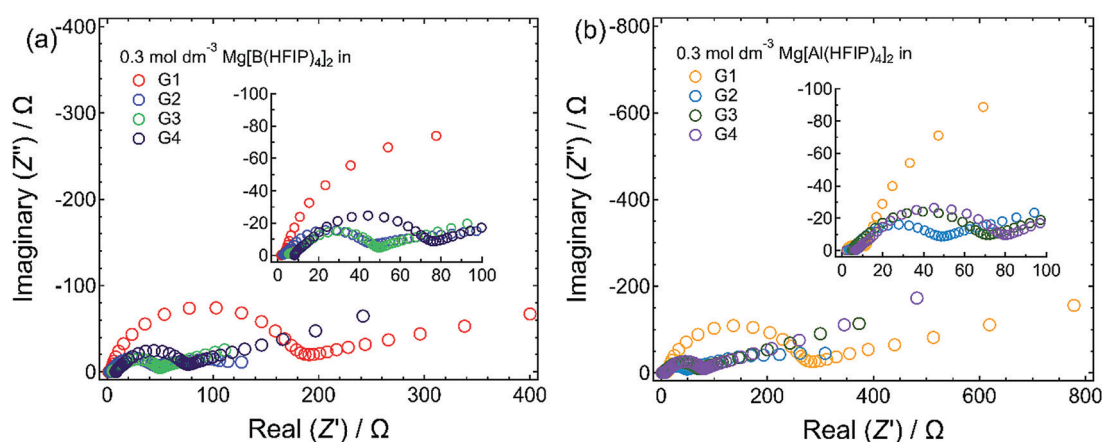 (a)
0.3 mol dm-3 Mg[B(HFIP)4]2 in
G1
G2
G3
G4
-400
-300
-200
-100
0
Imaginary (Z'') / Ω
0
100
200
300
400
Real (Z') / Ω
-100
-80
-60
-40
-20
0
20
40
60
80
100
(b)
0.3 mol dm-3 Mg[Al(HFIP)4]2 in
G1
G2
G3
G4
-800
-600
-400
-200
0
Imaginary (Z'') / Ω
0
100
200
300
400
500
600
700
800
Real (Z') / Ω
-100
-80
-60
-40
-20
0
0
20
40
60
80
100